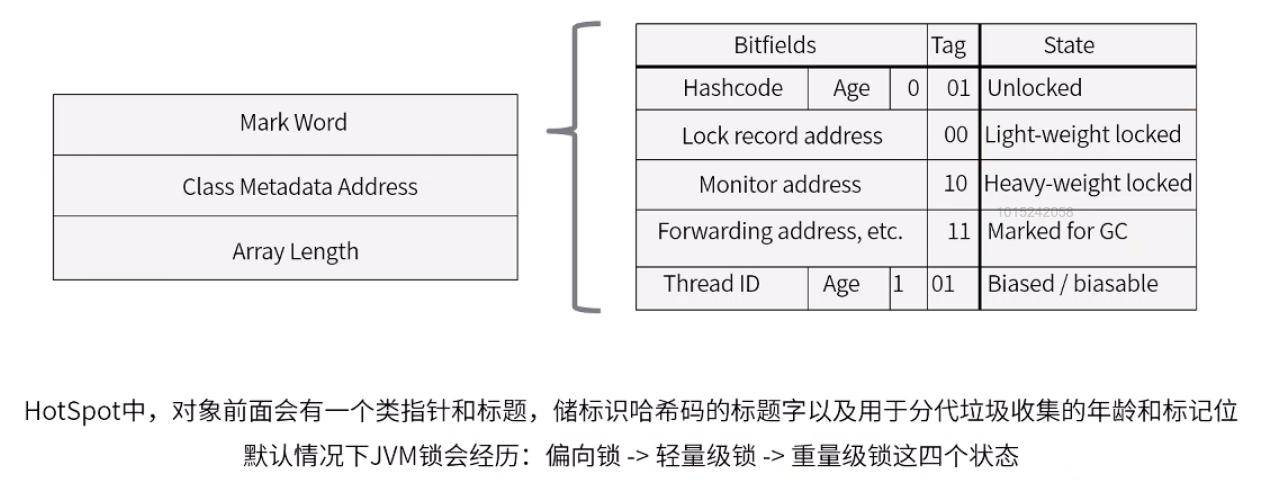 Mark Word
Class Metadata Address
Array Length
Bitfields Tag State
Hashcode Age 0 01 Unlocked
Lock record address 00 Light-weight locked
Monitor address 10 Heavy-weight locked
1015242058
Forwarding address, etc. 11 Marked for GC
Thread ID Age 1 01 Biased / biasable
HotSpot中，对象前面会有一个类指针和标题，储标识哈希码的标题字以及用于分代垃圾收集的年龄和标记位
默认情况下JVM锁会经历：偏向锁 -> 轻量级锁 -> 重量级锁这四个状态